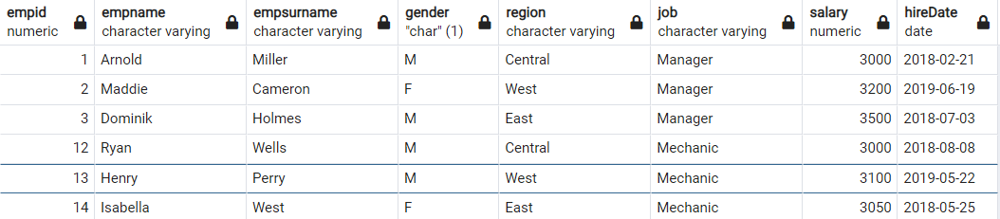 empid empname empsurname gender region job salary hireDate
numeric character varying character varying "char" (1) character varying character varying numeric date
1 Arnold Miller M Central Manager 3000 2018-02-21
2 Maddie Cameron F West Manager 3200 2019-06-19
3 Dominik Holmes M East Manager 3500 2018-07-03
12 Ryan Wells M Central Mechanic 3000 2018-08-08
13 Henry Perry M West Mechanic 3100 2019-05-22
14 Isabella West F East Mechanic 3050 2018-05-25